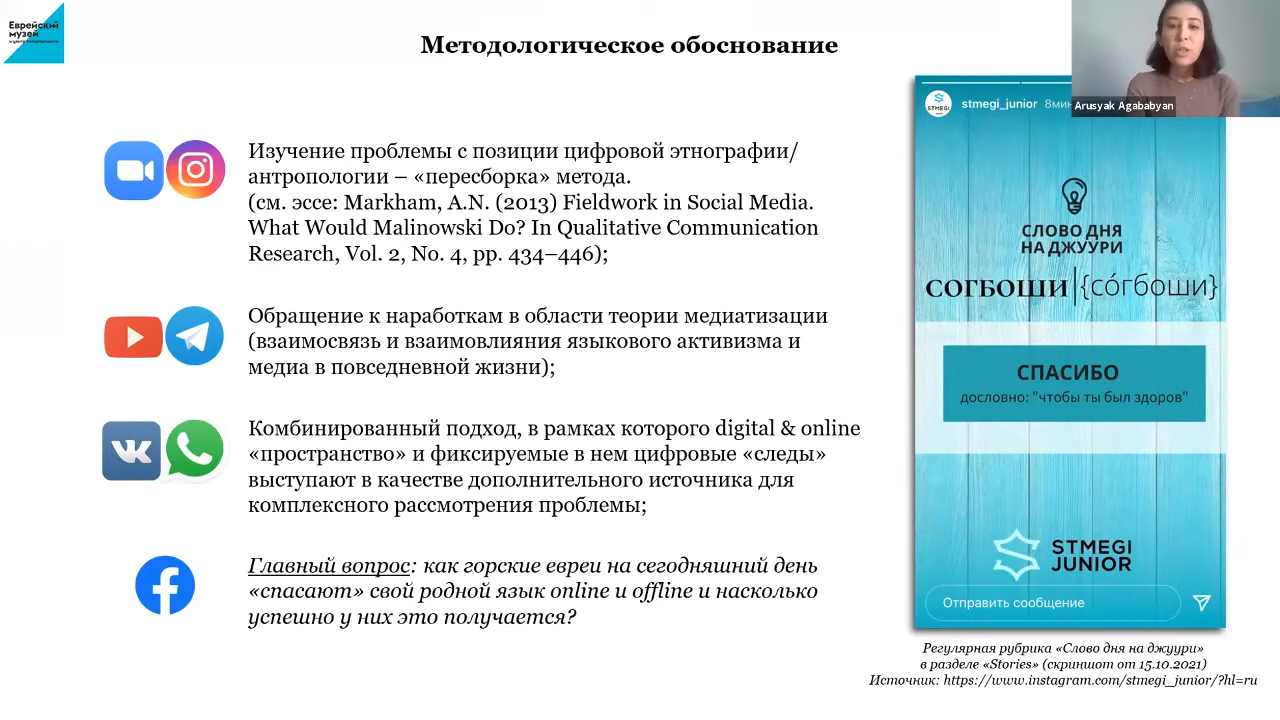 Еврейский
музей
и центр толерантности
Методологическое обоснование
Arusyak Agababyan
Изучение проблемы с позиции цифровой этнографии/
антропологии – «пересборка» метода.
(см. эссе: Markham, A.N. (2013) Fieldwork in Social Media.
What Would Malinowski Do? In Qualitative Communication
Research, Vol. 2, No. 4, pp. 434–446);
Обращение к наработкам в области теории медиатизации
(взаимосвязь и взаимовлияния языкового активизма и
медиа в повседневной жизни);
Комбинированный подход, в рамках которого digital & online
«пространство» и фиксируемые в нем цифровые «следы»
выступают в качестве дополнительного источника для
комплексного рассмотрения проблемы;
Главный вопрос: как горские евреи на сегодняшний день
«спасают» свой родной язык online и offline и насколько
успешно у них это получается?
STMEGI
stmegi_junior 8мин
СЛОВО ДНЯ
НА ДЖУУРИ
СОГБОШИ|{со́гбоши}
СПАСИБО
дословно: "чтобы ты был здоров"
STMEGI
JUNIOR
Отправить сообщение
Регулярная рубрика «Слово дня на джуури»
в разделе «Stories» (скриншот от 15.10.2021)
Источник: https://www.instagram.com/stmegi_junior/?hl=ru